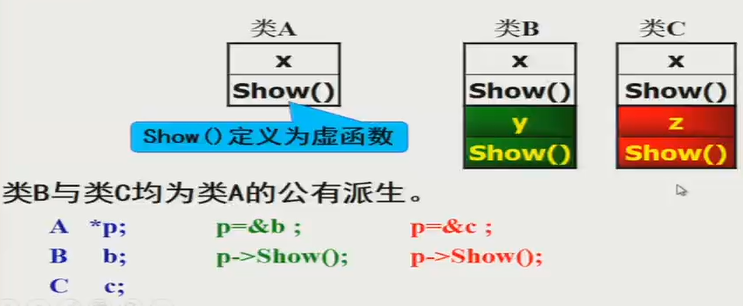 类A 类B 类C
x x x
Show() Show() Show()
y z
Show() Show()
Show()定义为虚函数
类B与类C均为类A的公有派生。
A *p; p=&b ; p=&c ;
B b; p->Show(); p->Show();
C c;